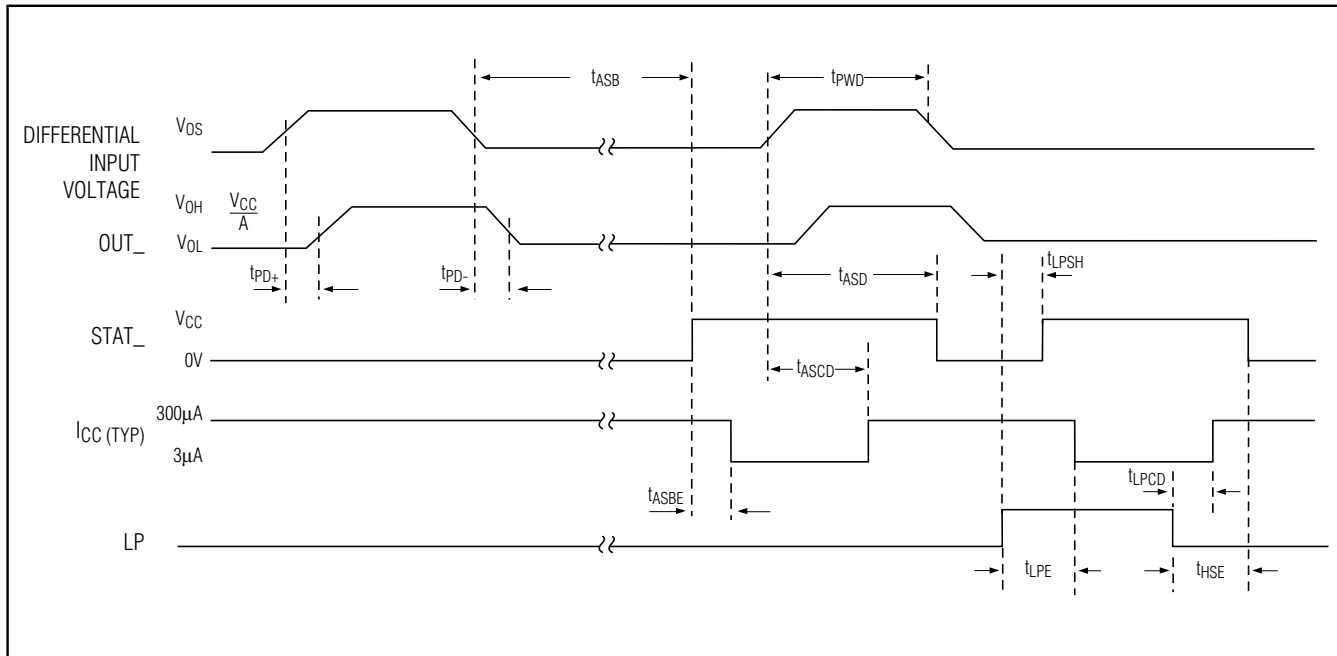 tASB
tPWD
DIFFERENTIAL
INPUT
VOLTAGE
VOS
VOH
VCC
A
OUT_
VOL
tPD+
tPD-
tASD
tLPSH
STAT_
VCC
0V
tASCD
ICC (TYP)
300μA
3μA
tASBE
tLPCD
LP
tLPE
tHSE